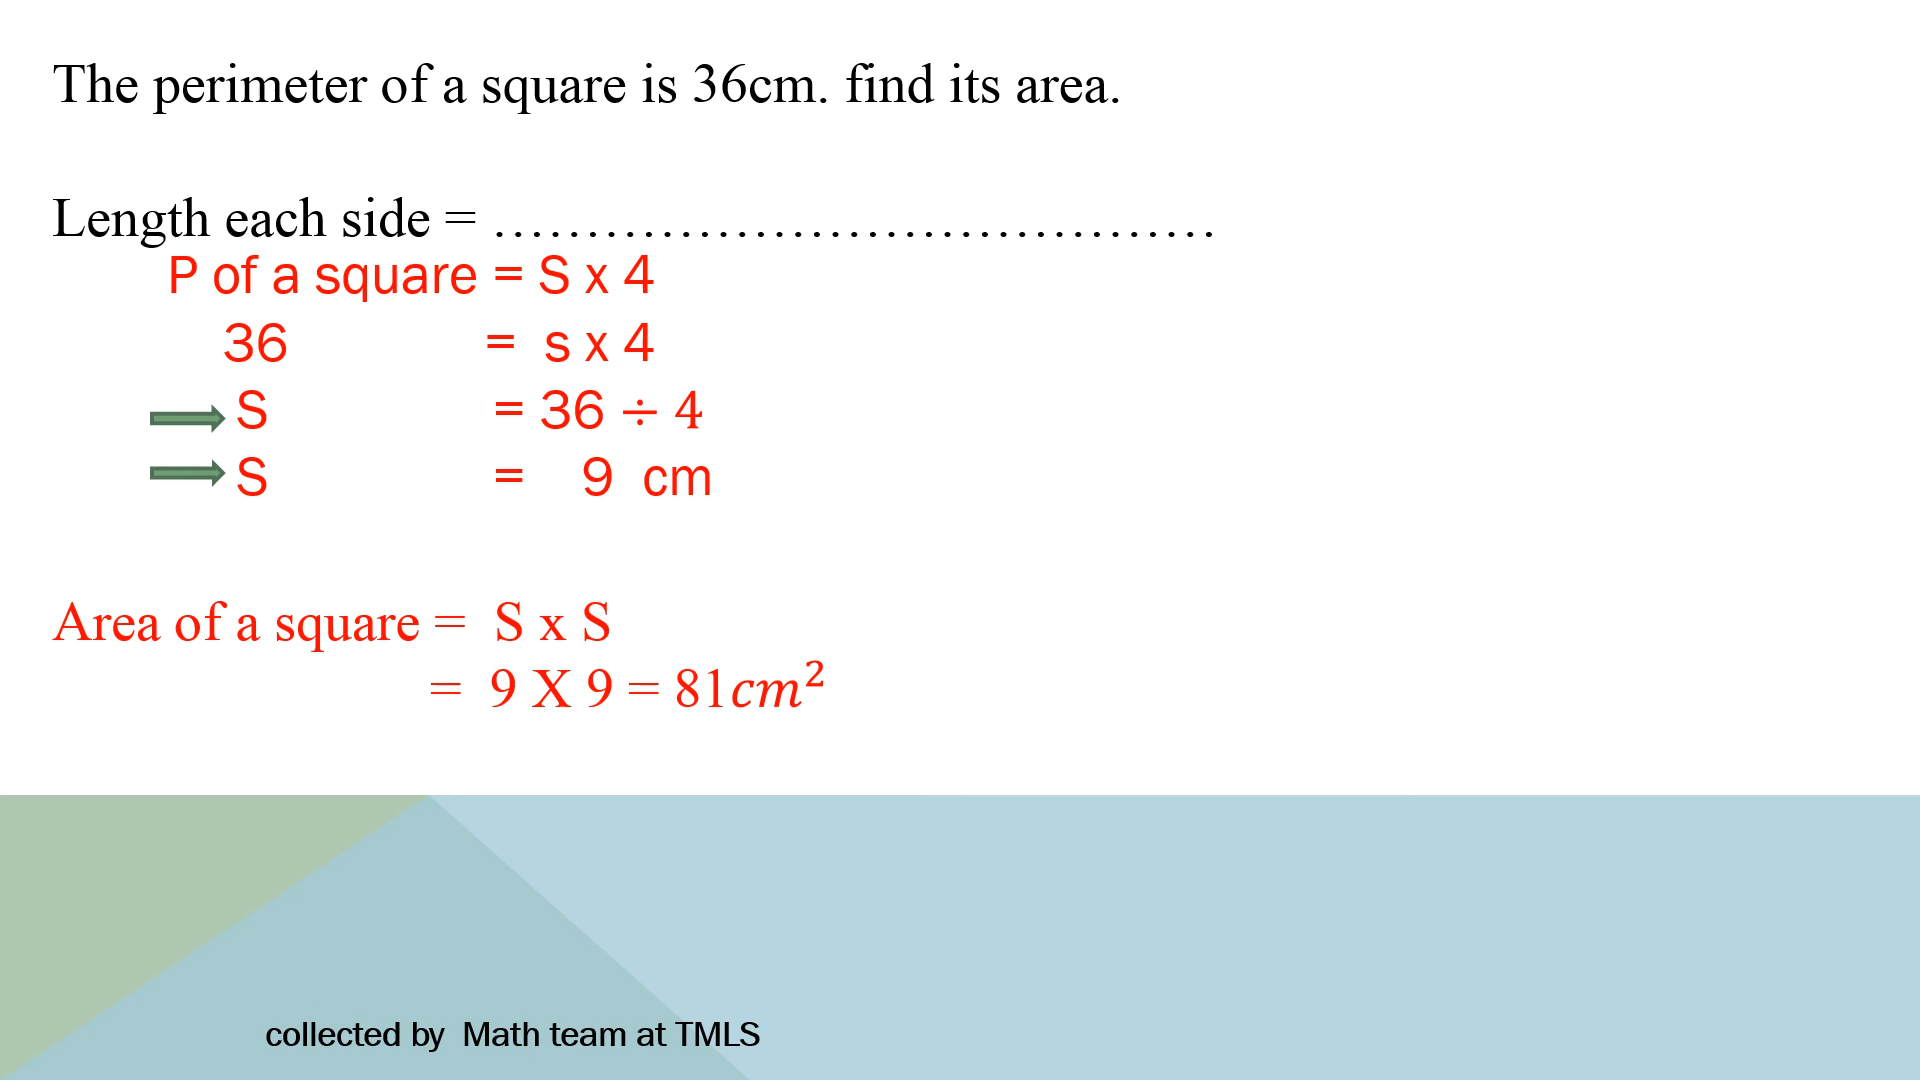 The perimeter of a square is 36cm. find its area.
Length each side = …………………………………
P of a square = S x 4
36 = s x 4
S = 36 ÷ 4
S = 9 cm
Area of a square = S x S
= 9 X 9 = 81cm²
collected by Math team at TMLS